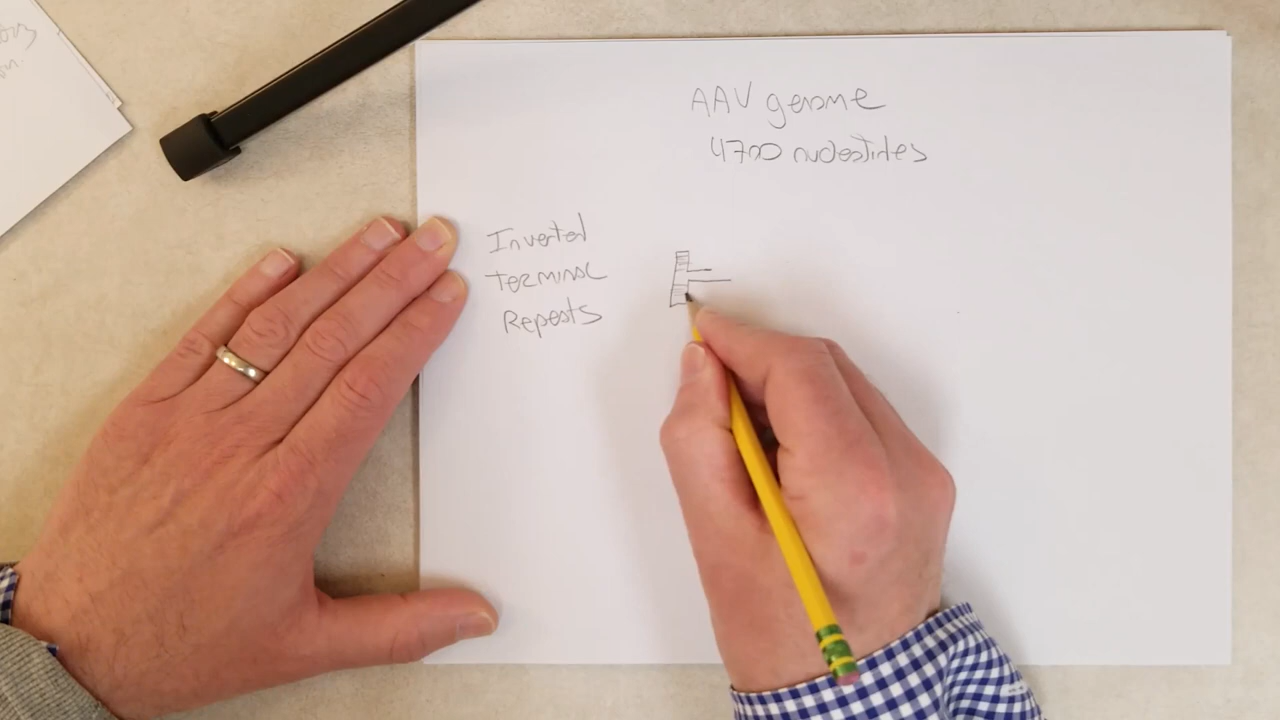 AAV genome
4700 nucleotides
Inverted
Terminal
Repeats